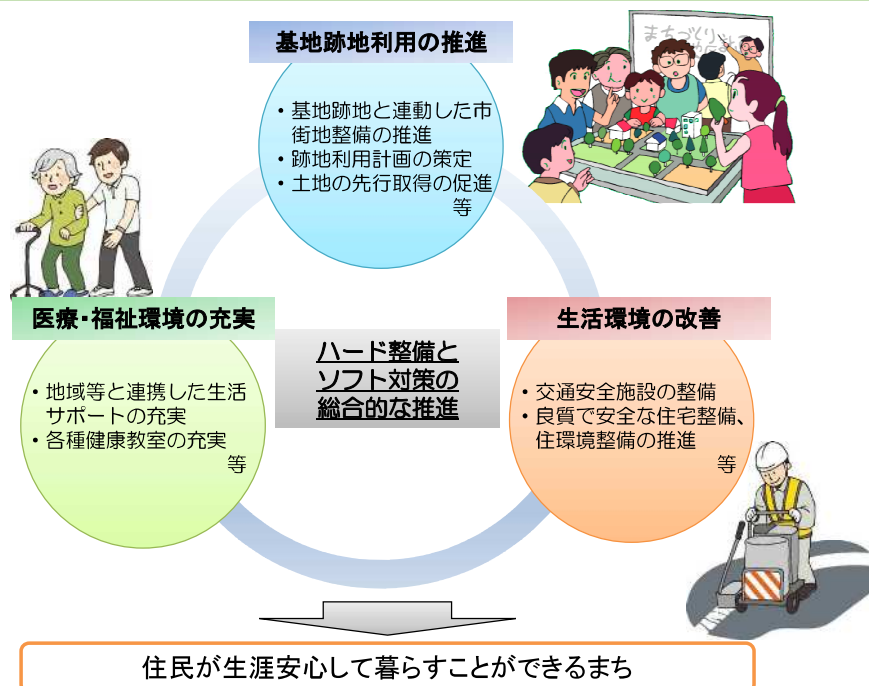 基地跡地利用の推進
まちづくり
・基地跡地と連動した市
街地整備の推進
・跡地利用計画の策定
・土地の先行取得の促進
等
医療・福祉環境の充実
・地域等と連携した生活
サポートの充実
・各種健康教室の充実
等
ハード整備と
ソフト対策の
総合的な推進
生活環境の改善
・交通安全施設の整備
・良質で安全な住宅整備、
住環境整備の推進
等
住民が生涯安心して暮らすことができるまち